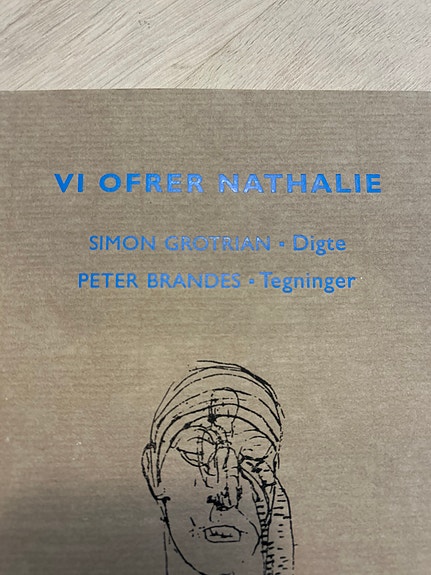 VI OFRER NATHALIE
SIMON GROTRIAN • Digte
PETER BRANDES • Tegninger